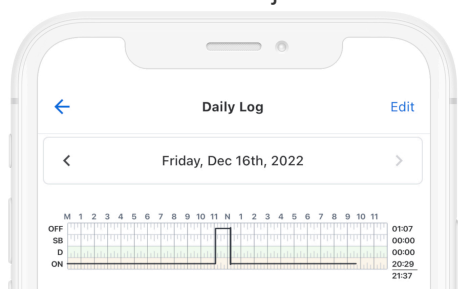 Daily Log
Edit
Friday, Dec 16th, 2022
M 1 2 3 4 5 6 7 8 9 10 11 N 1 2 3 4 5 6 7 8 9 10 11
OFF 01:07
SB 00:00
D 00:00
ON 20:29
21:37